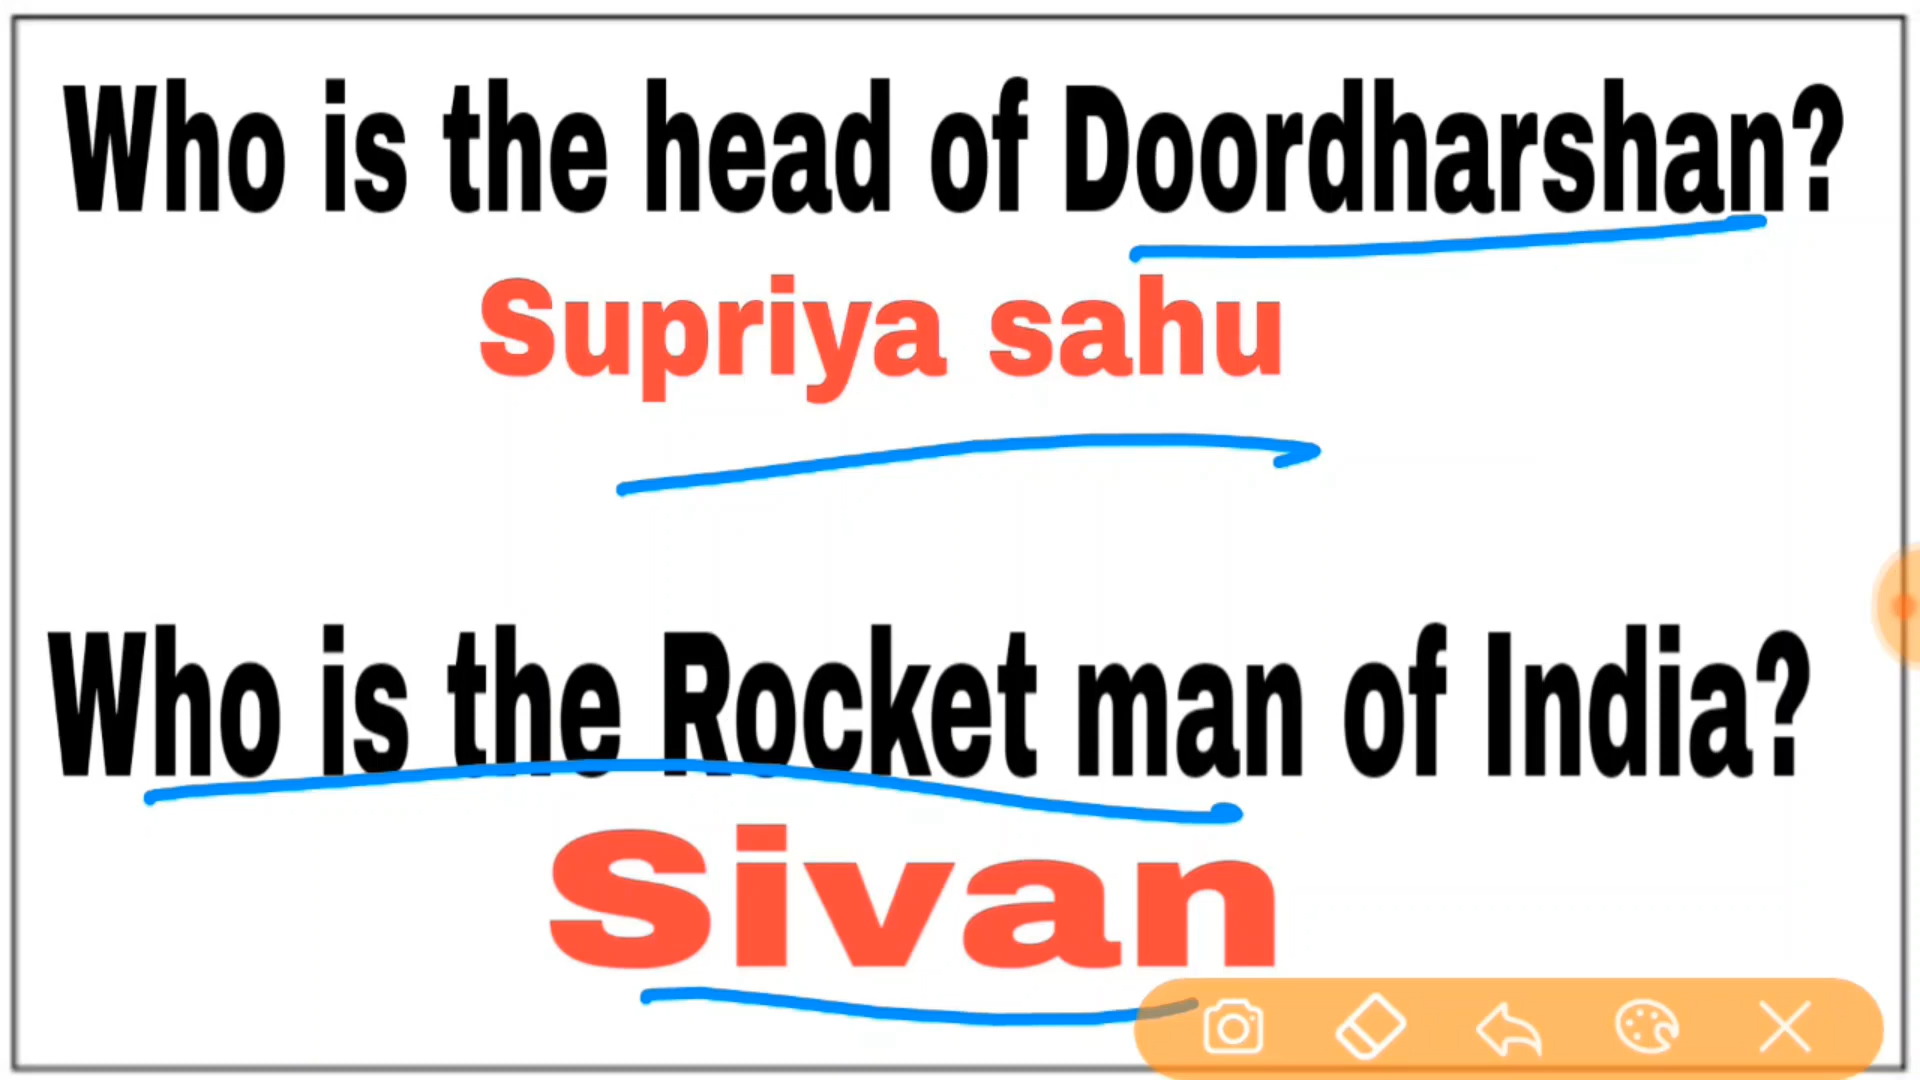 Who is the head of Doordharshan?
Supriya sahu
Who is the Rocket man of India?
Sivan